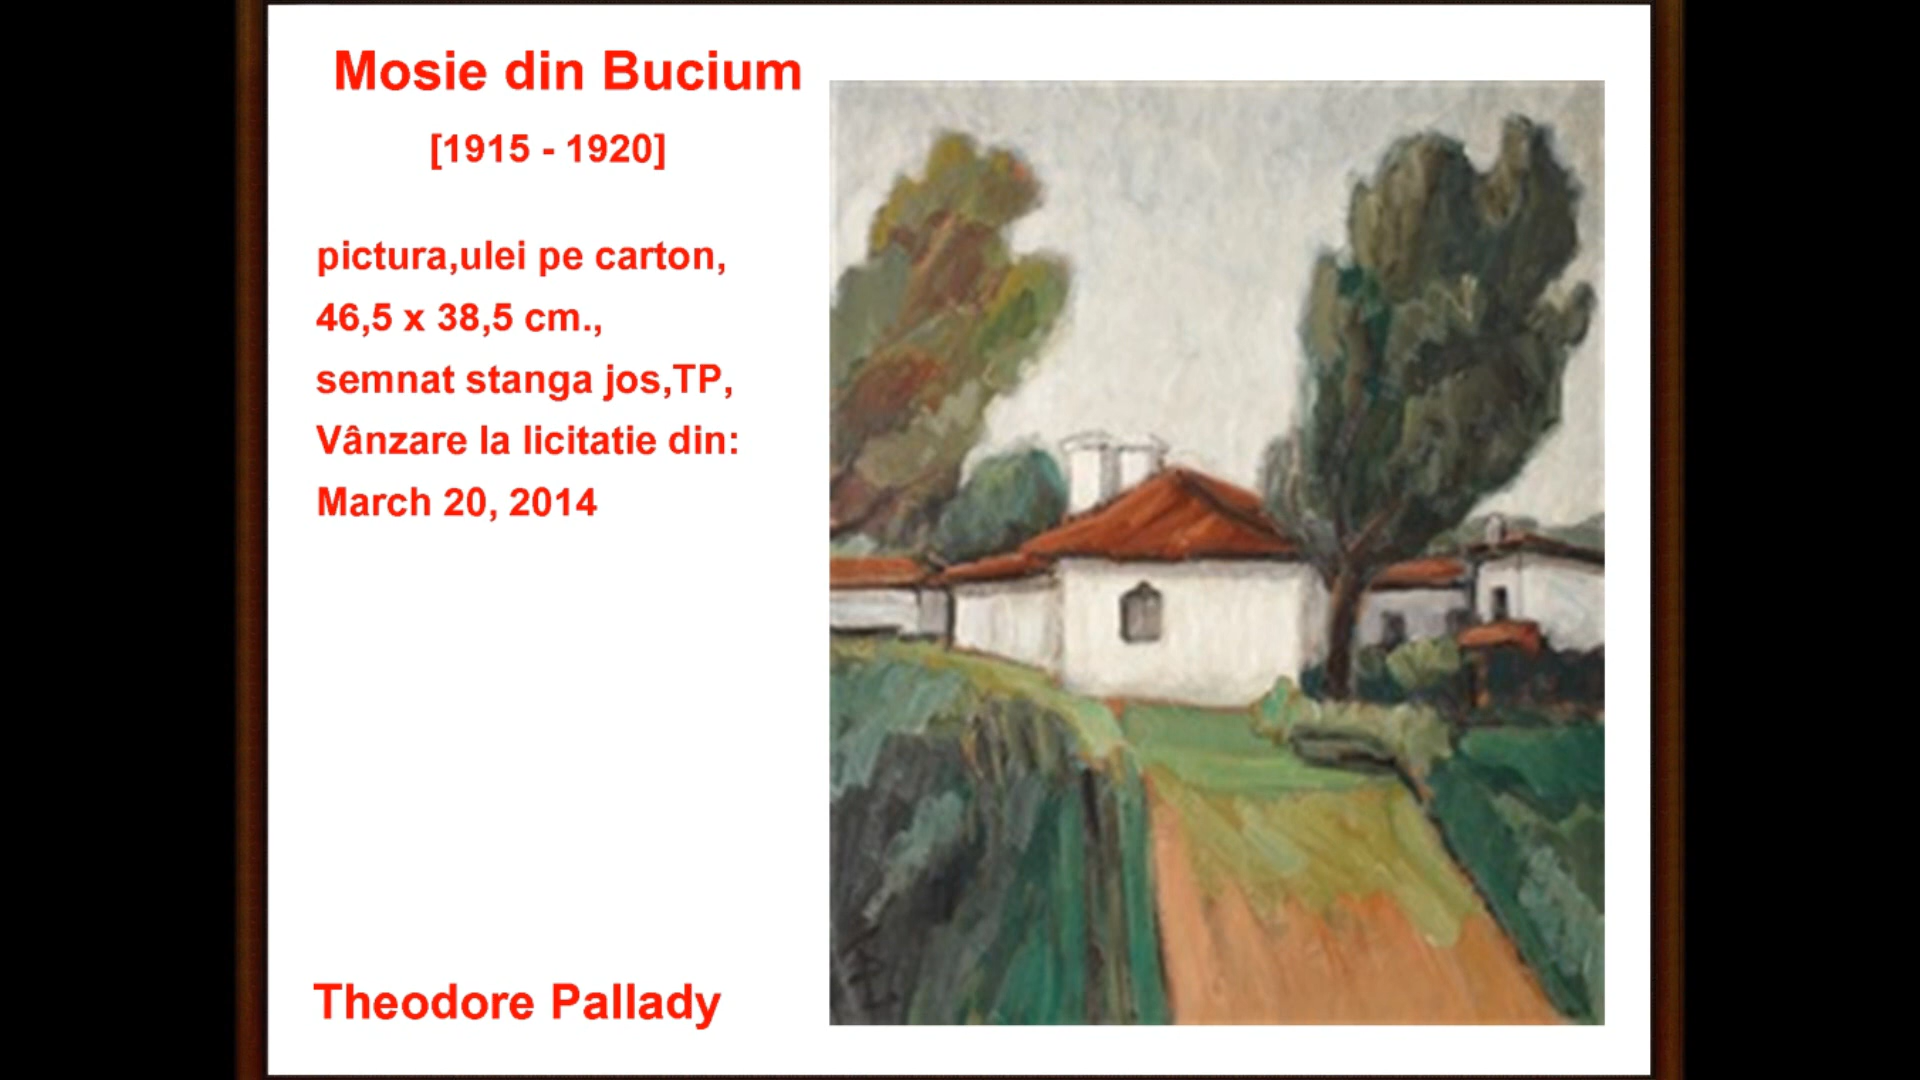 Mosie din Bucium
[1915 - 1920]
pictura,ulei pe carton,
46,5 x 38,5 cm.,
semnat stanga jos,TP,
Vânzare la licitatie din:
March 20, 2014
Theodore Pallady